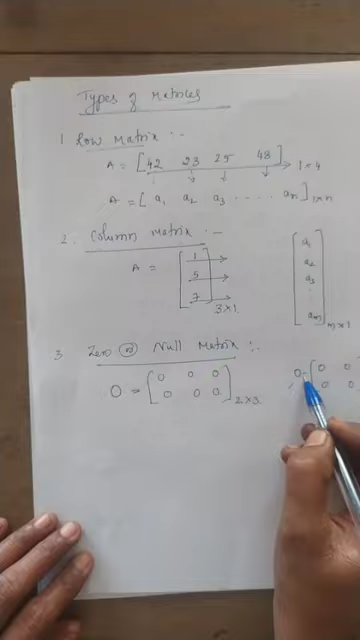 Types of Matrices
1. Row Matrix :-
A = [42 23 25 48] 1×4
A = [a1 a2 a3 ..... an] 1×n
2. Column Matrix :-
A = [1 5 7] 3×1
[a1 a2 a3 : am] m×1
3. Zero or Null Matrix :-
O = [0 0 0
0 0 0] 2×3
O = [0 0
0 0